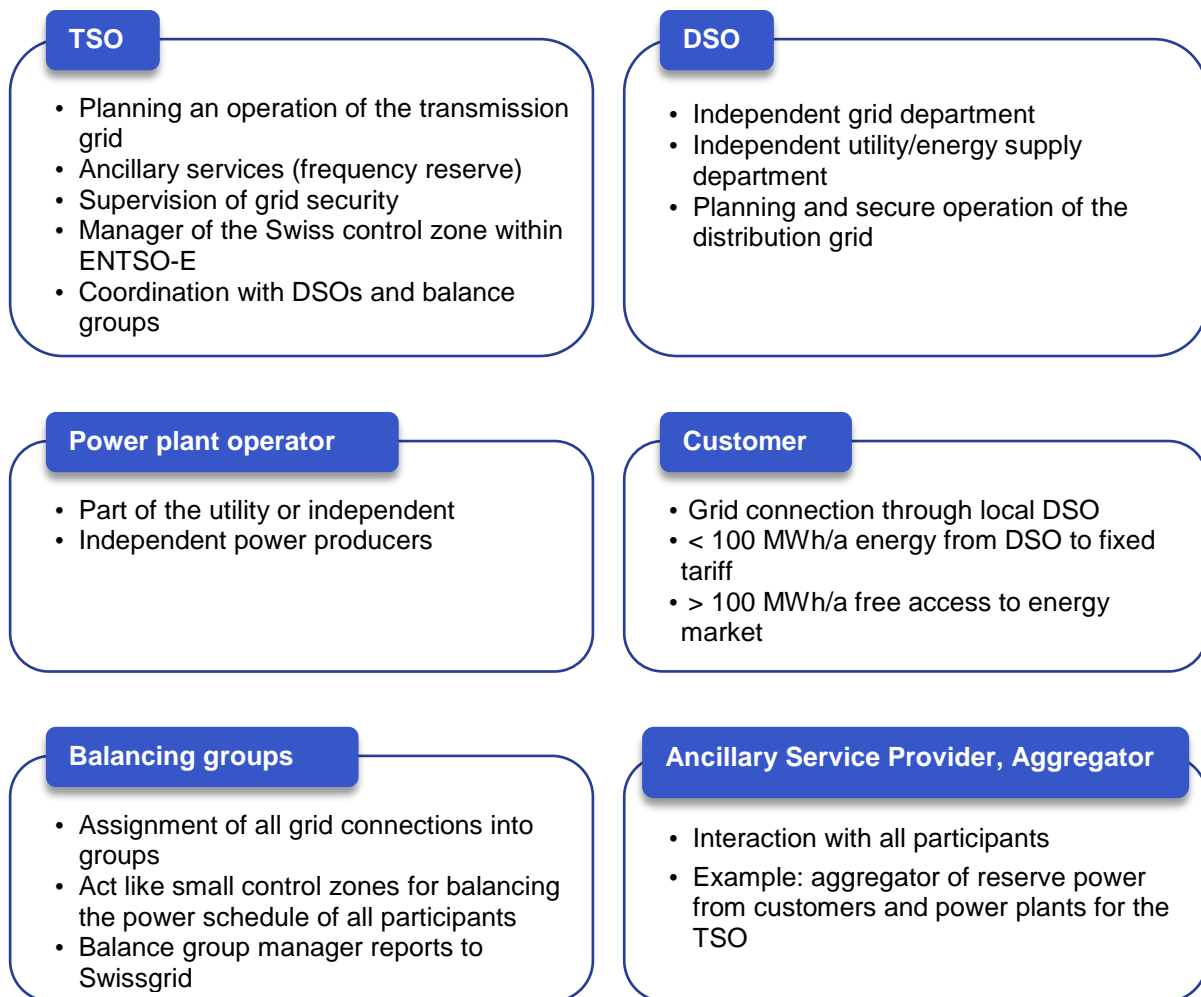 TSO
• Planning an operation of the transmission
grid
• Ancillary services (frequency reserve)
• Supervision of grid security
• Manager of the Swiss control zone within
ENTSO-E
• Coordination with DSOs and balance
groups
DSO
• Independent grid department
• Independent utility/energy supply
department
• Planning and secure operation of the
distribution grid
Power plant operator
• Part of the utility or independent
• Independent power producers
Customer
• Grid connection through local DSO
• < 100 MWh/a energy from DSO to fixed
tariff
• > 100 MWh/a free access to energy
market
Balancing groups
• Assignment of all grid connections into
groups
• Act like small control zones for balancing
the power schedule of all participants
• Balance group manager reports to
Swissgrid
Ancillary Service Provider, Aggregator
• Interaction with all participants
• Example: aggregator of reserve power
from customers and power plants for the
TSO